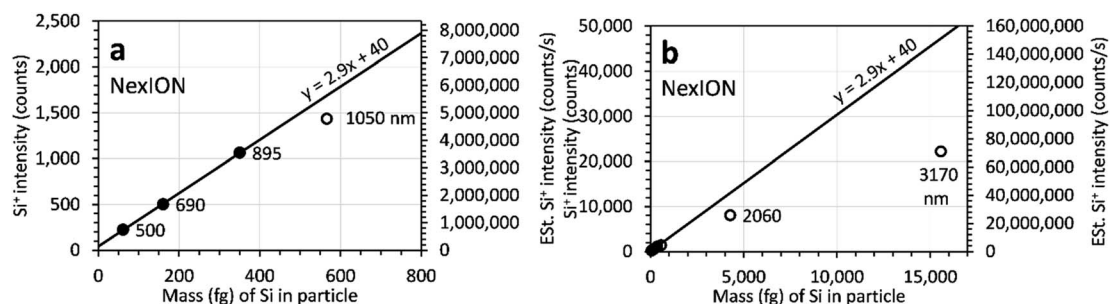 a
NexION
y = 2.9x + 40
1050 nm
895
690
500
2,500
2,000
1,500
1,000
500
0
Si⁺ intensity (counts)
0 200 400 600 800
Mass (fg) of Si in particle
8,000,000
7,000,000
6,000,000
5,000,000
4,000,000
3,000,000
2,000,000
1,000,000
0
ESt. Si⁺ intensity (counts/s)
b
NexION
y = 2.9x + 40
3170
nm
2060
50,000
40,000
30,000
20,000
10,000
0
Si⁺ intensity (counts)
0 5,000 10,000 15,000
Mass (fg) of Si in particle
160,000,000
140,000,000
120,000,000
100,000,000
80,000,000
60,000,000
40,000,000
20,000,000
0
ESt. Si⁺ intensity (counts/s)